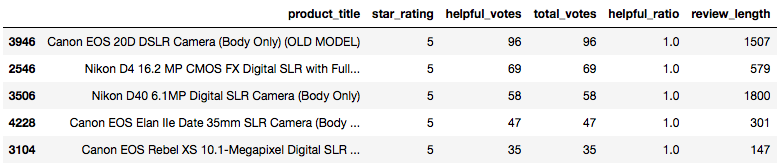 product_title star_rating helpful_votes total_votes helpful_ratio review_length
3946 Canon EOS 20D DSLR Camera (Body Only) (OLD MODEL) 5 96 96 1.0 1507
2546 Nikon D4 16.2 MP CMOS FX Digital SLR with Full... 5 69 69 1.0 579
3506 Nikon D40 6.1MP Digital SLR Camera (Body Only) 5 58 58 1.0 1800
4228 Canon EOS Elan IIe Date 35mm SLR Camera (Body ... 5 47 47 1.0 301
3104 Canon EOS Rebel XS 10.1-Megapixel Digital SLR ... 5 35 35 1.0 147